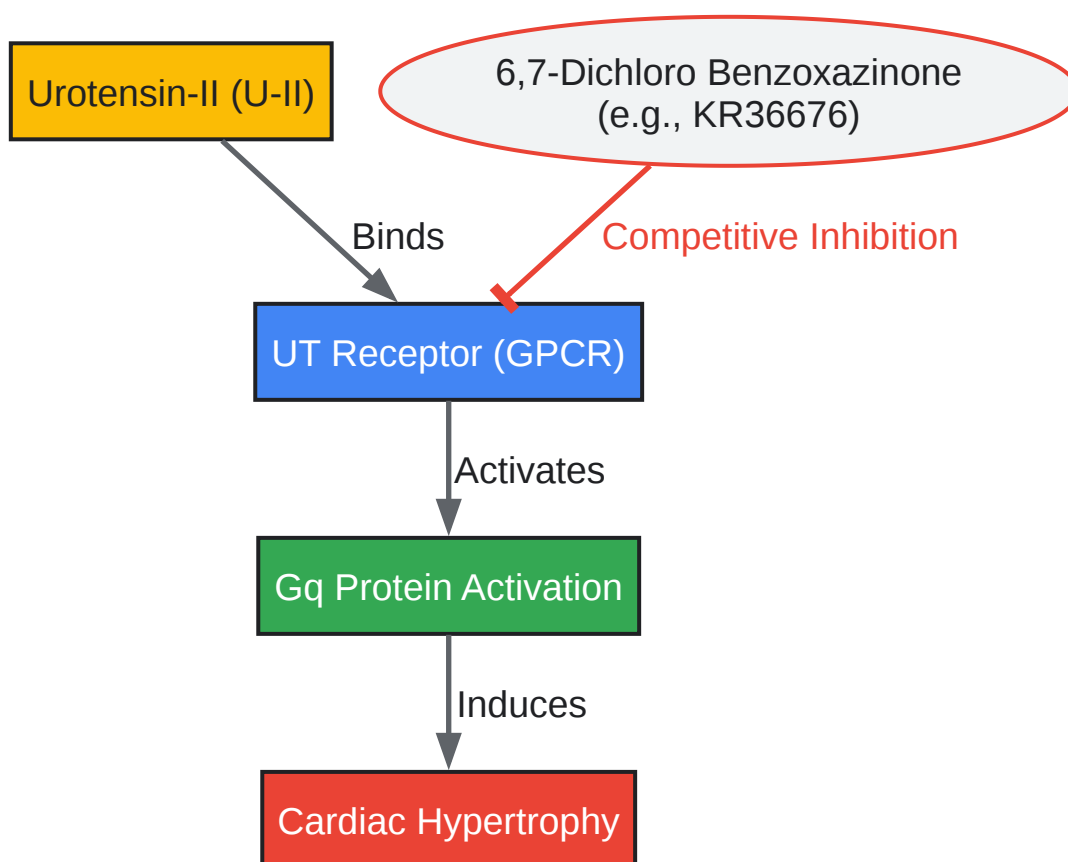 Urotensin-II (U-II)
6,7-Dichloro Benzoxazinone
(e.g., KR36676)
Binds
Competitive Inhibition
UT Receptor (GPCR)
Activates
Gq Protein Activation
Induces
Cardiac Hypertrophy